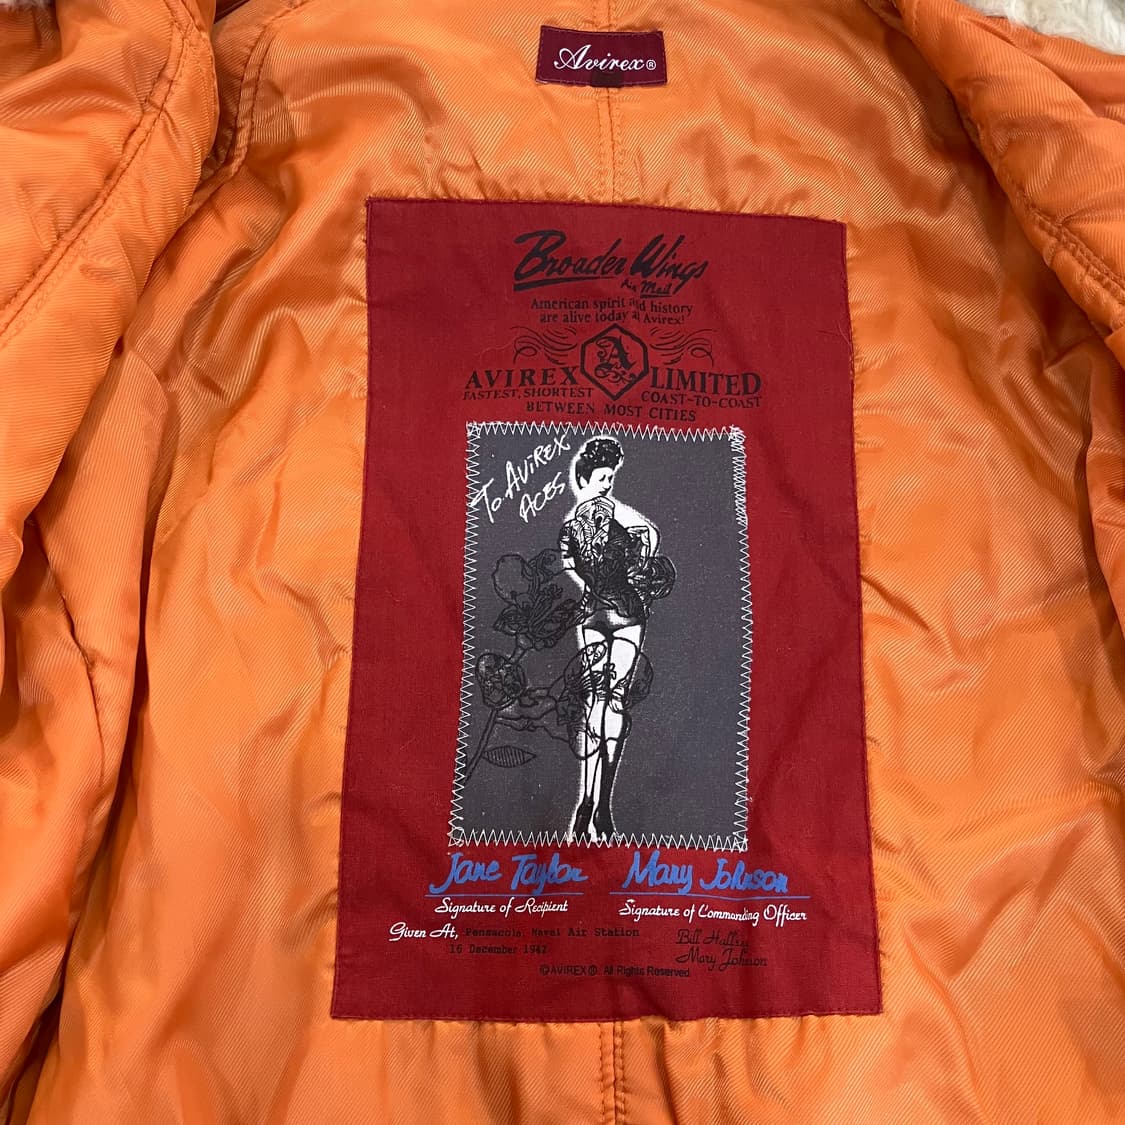 Avirex®
Broader Wings
Air Mail
American spirit and history
are alive today at Avirex!
A
AVIREX LIMITED
FASTEST, SHORTEST COAST-TO-COAST
BETWEEN MOST CITIES
To AViREX
ACES
Jane Taylor Mary Johnson
Signature of Recipient Signature of Commanding Officer
Given At, Pensacola, Naval Air Station
16 December 1942
Bill
Mary Johnson
©AVIREX®. All Rights Reserved